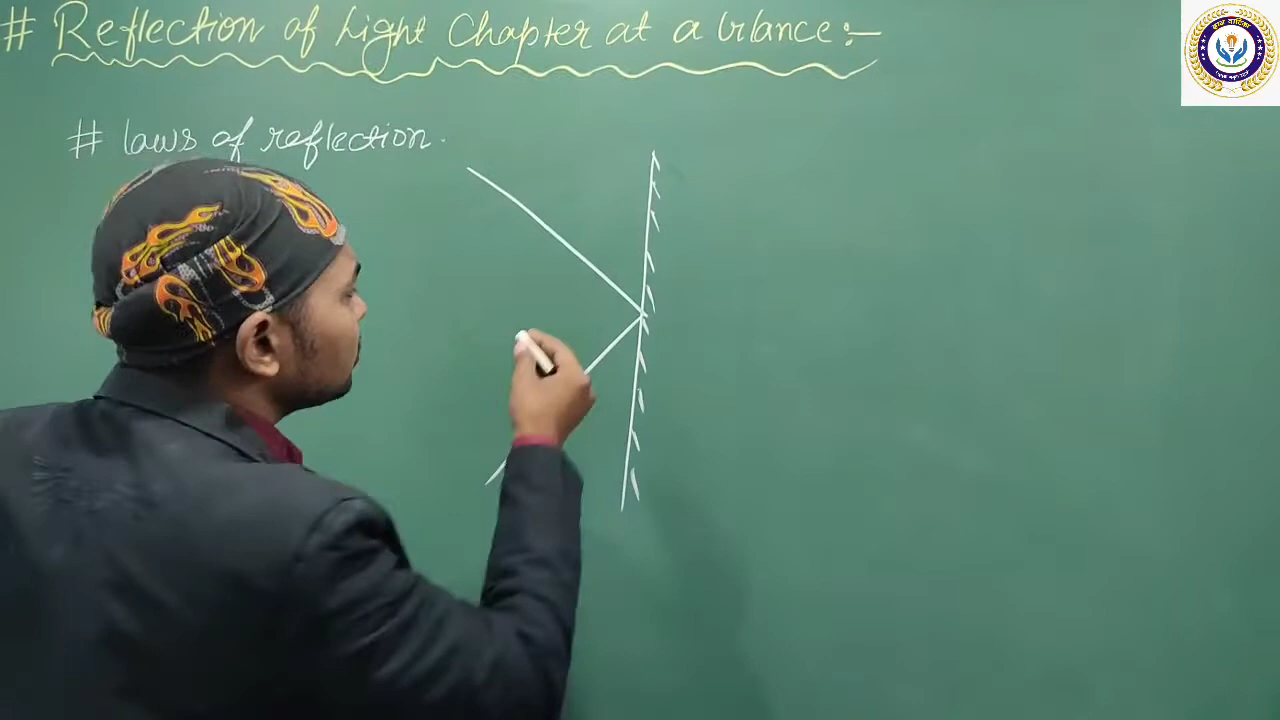 # Reflection of Light Chapter at a Glance:-
# laws of reflection.